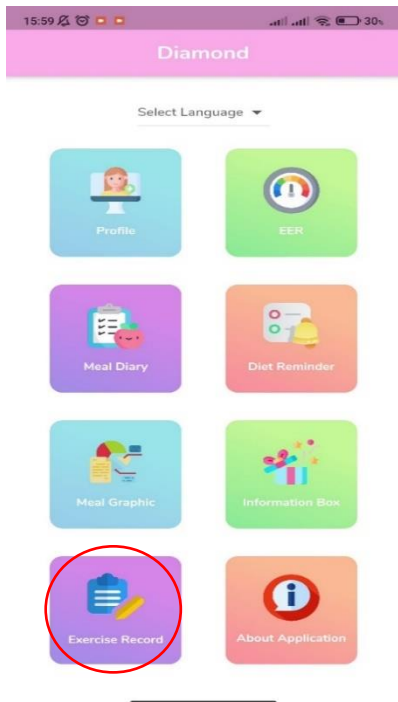 15:59 30%
Diamond
Select Language
Profile EER
Meal Diary Diet Reminder
Meal Graphic Information Box
Exercise Record About Application